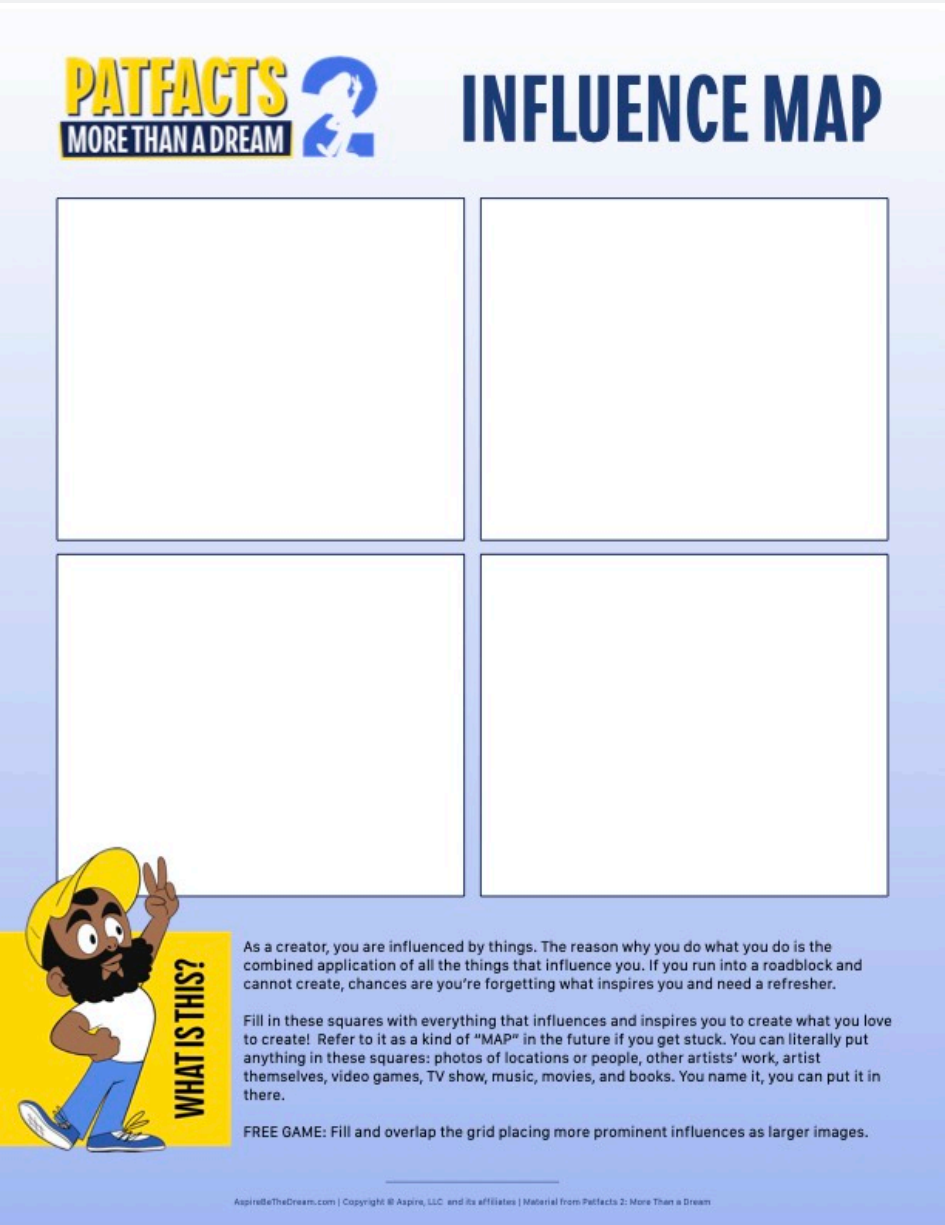 PATFACTS 2
MORE THAN A DREAM
INFLUENCE MAP
WHAT IS THIS?
As a creator, you are influenced by things. The reason why you do what you do is the
combined application of all the things that influence you. If you run into a roadblock and
cannot create, chances are you're forgetting what inspires you and need a refresher.
Fill in these squares with everything that influences and inspires you to create what you love
to create!  Refer to it as a kind of “MAP” in the future if you get stuck. You can literally put
anything in these squares: photos of locations or people, other artists’ work, artist
themselves, video games, TV show, music, movies, and books. You name it, you can put it in
there.
FREE GAME: Fill and overlap the grid placing more prominent influences as larger images.
AspireBeTheDream.com | Copyright © Aspire, LLC and its affiliates | Material from Patfacts 2: More Than a Dream